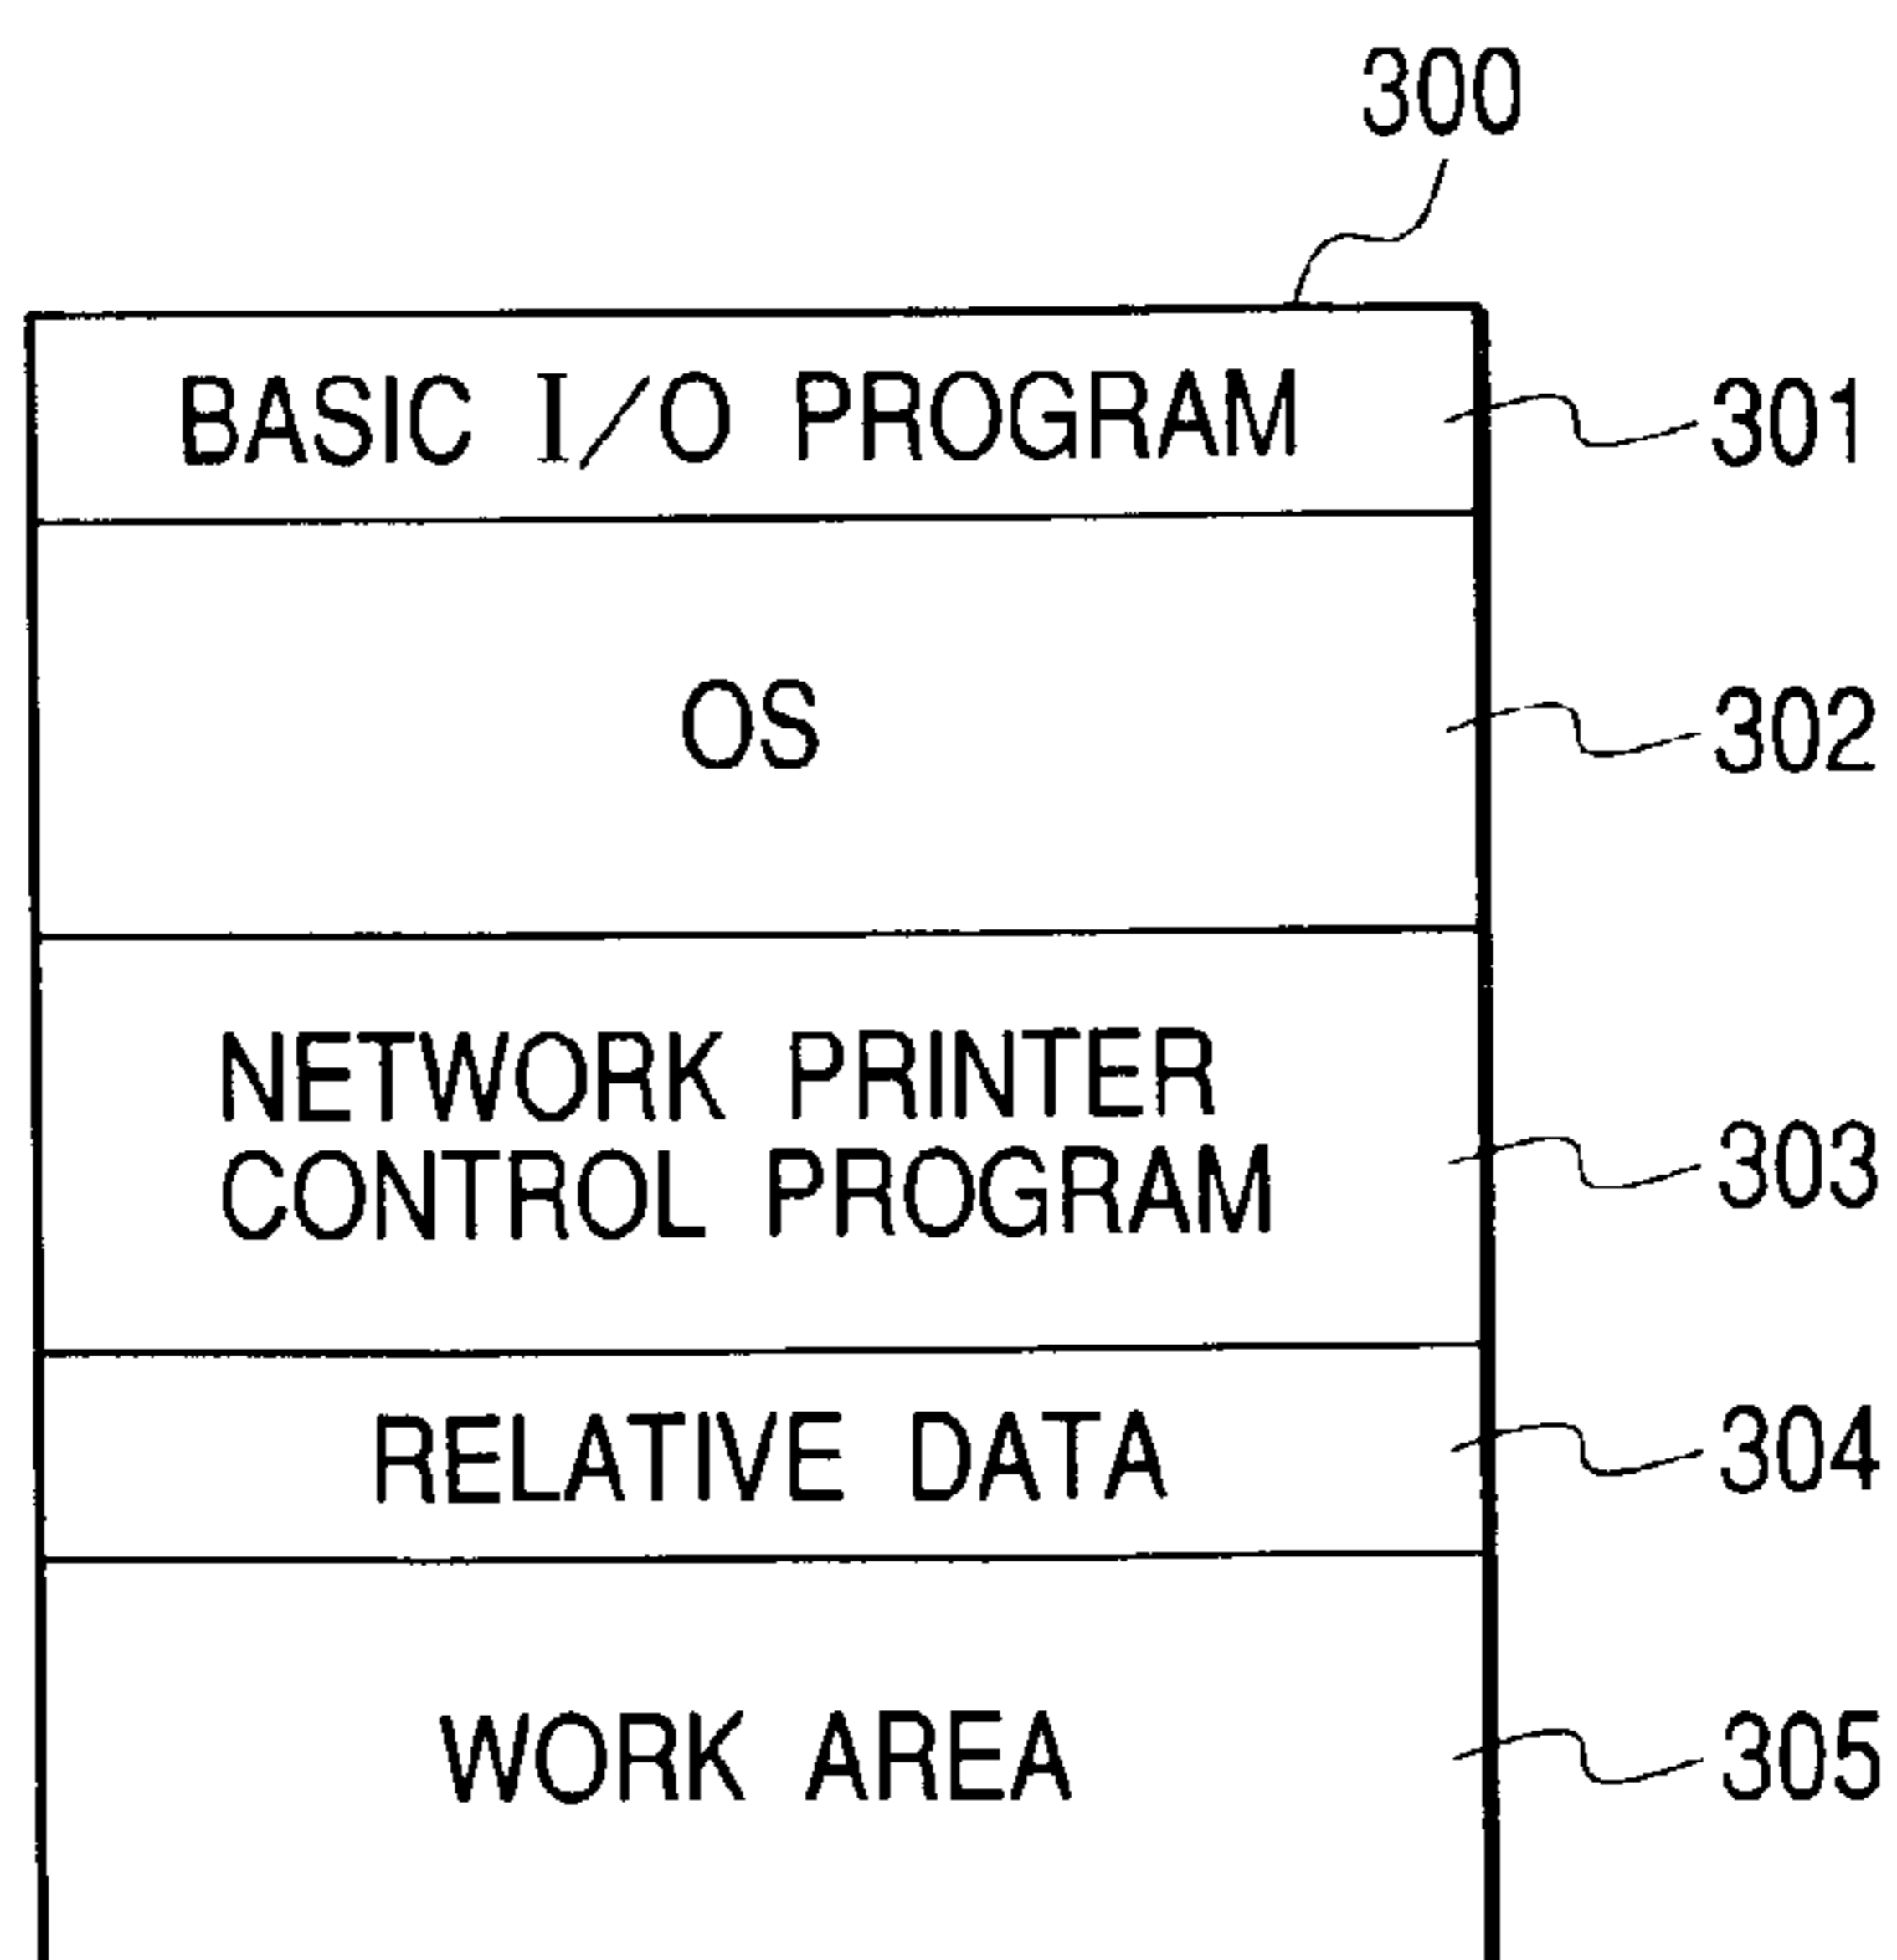 300
BASIC I/O PROGRAM 301
OS 302
NETWORK PRINTER
CONTROL PROGRAM 303
RELATIVE DATA 304
WORK AREA 305